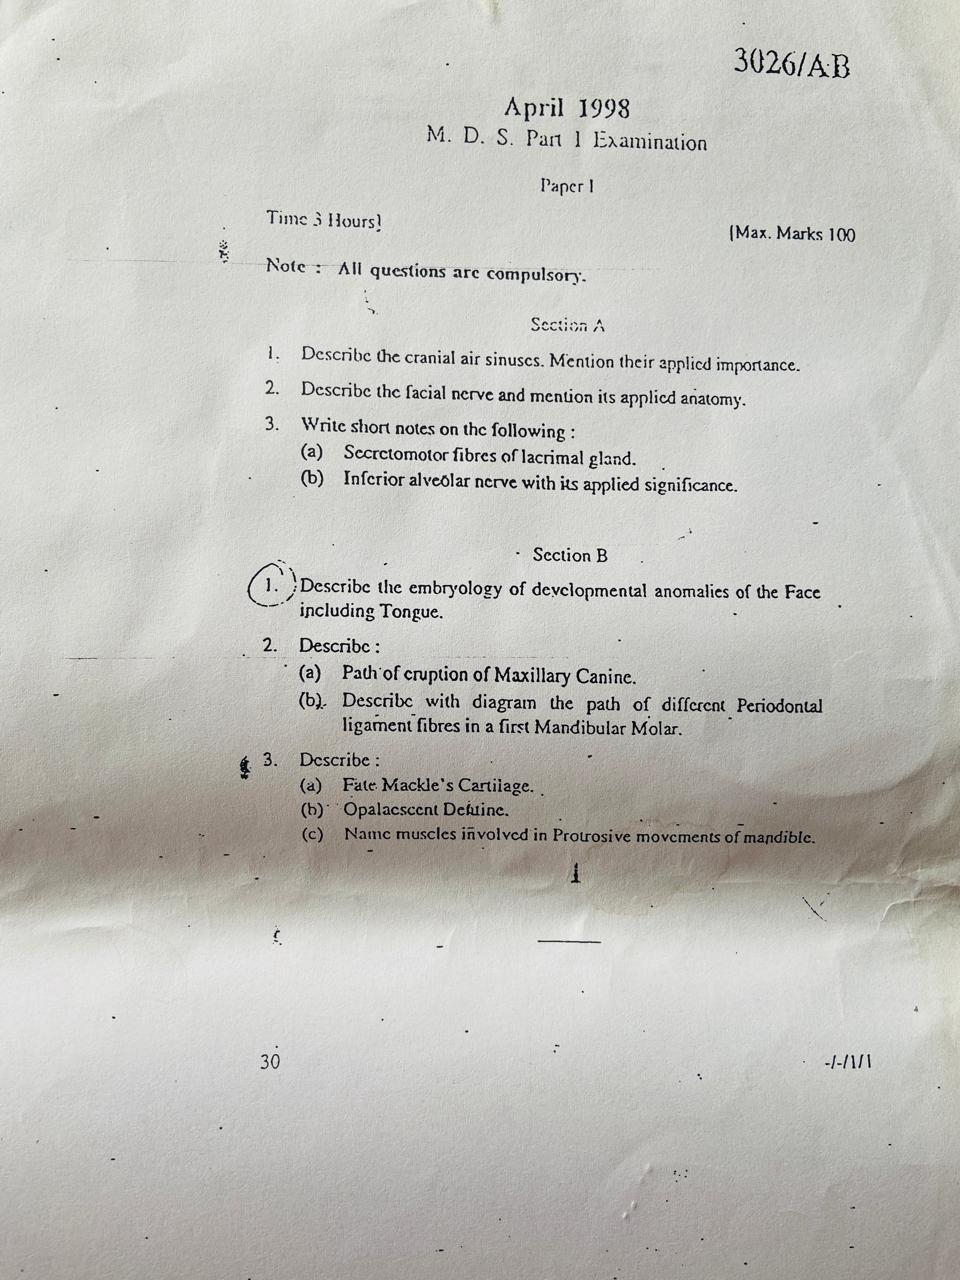 3026/AB
April 1998
M. D. S. Part 1 Examination
Paper I
Time 3 Hours]
[Max. Marks 100
Note : All questions are compulsory.
Section A
1. Describe the cranial air sinuses. Mention their applied importance.
2. Describe the facial nerve and mention its applied anatomy.
3. Write short notes on the following :
(a) Secretomotor fibres of lacrimal gland.
(b) Inferior alveolar nerve with its applied significance.
Section B
1. Describe the embryology of developmental anomalies of the Face
including Tongue.
2. Describe :
(a) Path of eruption of Maxillary Canine.
(b) Describe with diagram the path of different Periodontal
ligament fibres in a first Mandibular Molar.
3. Describe :
(a) Fate Mackle's Cartilage.
(b) Opalaescent Dentine.
(c) Name muscles involved in Protrosive movements of mandible.
30
-/-/1/1